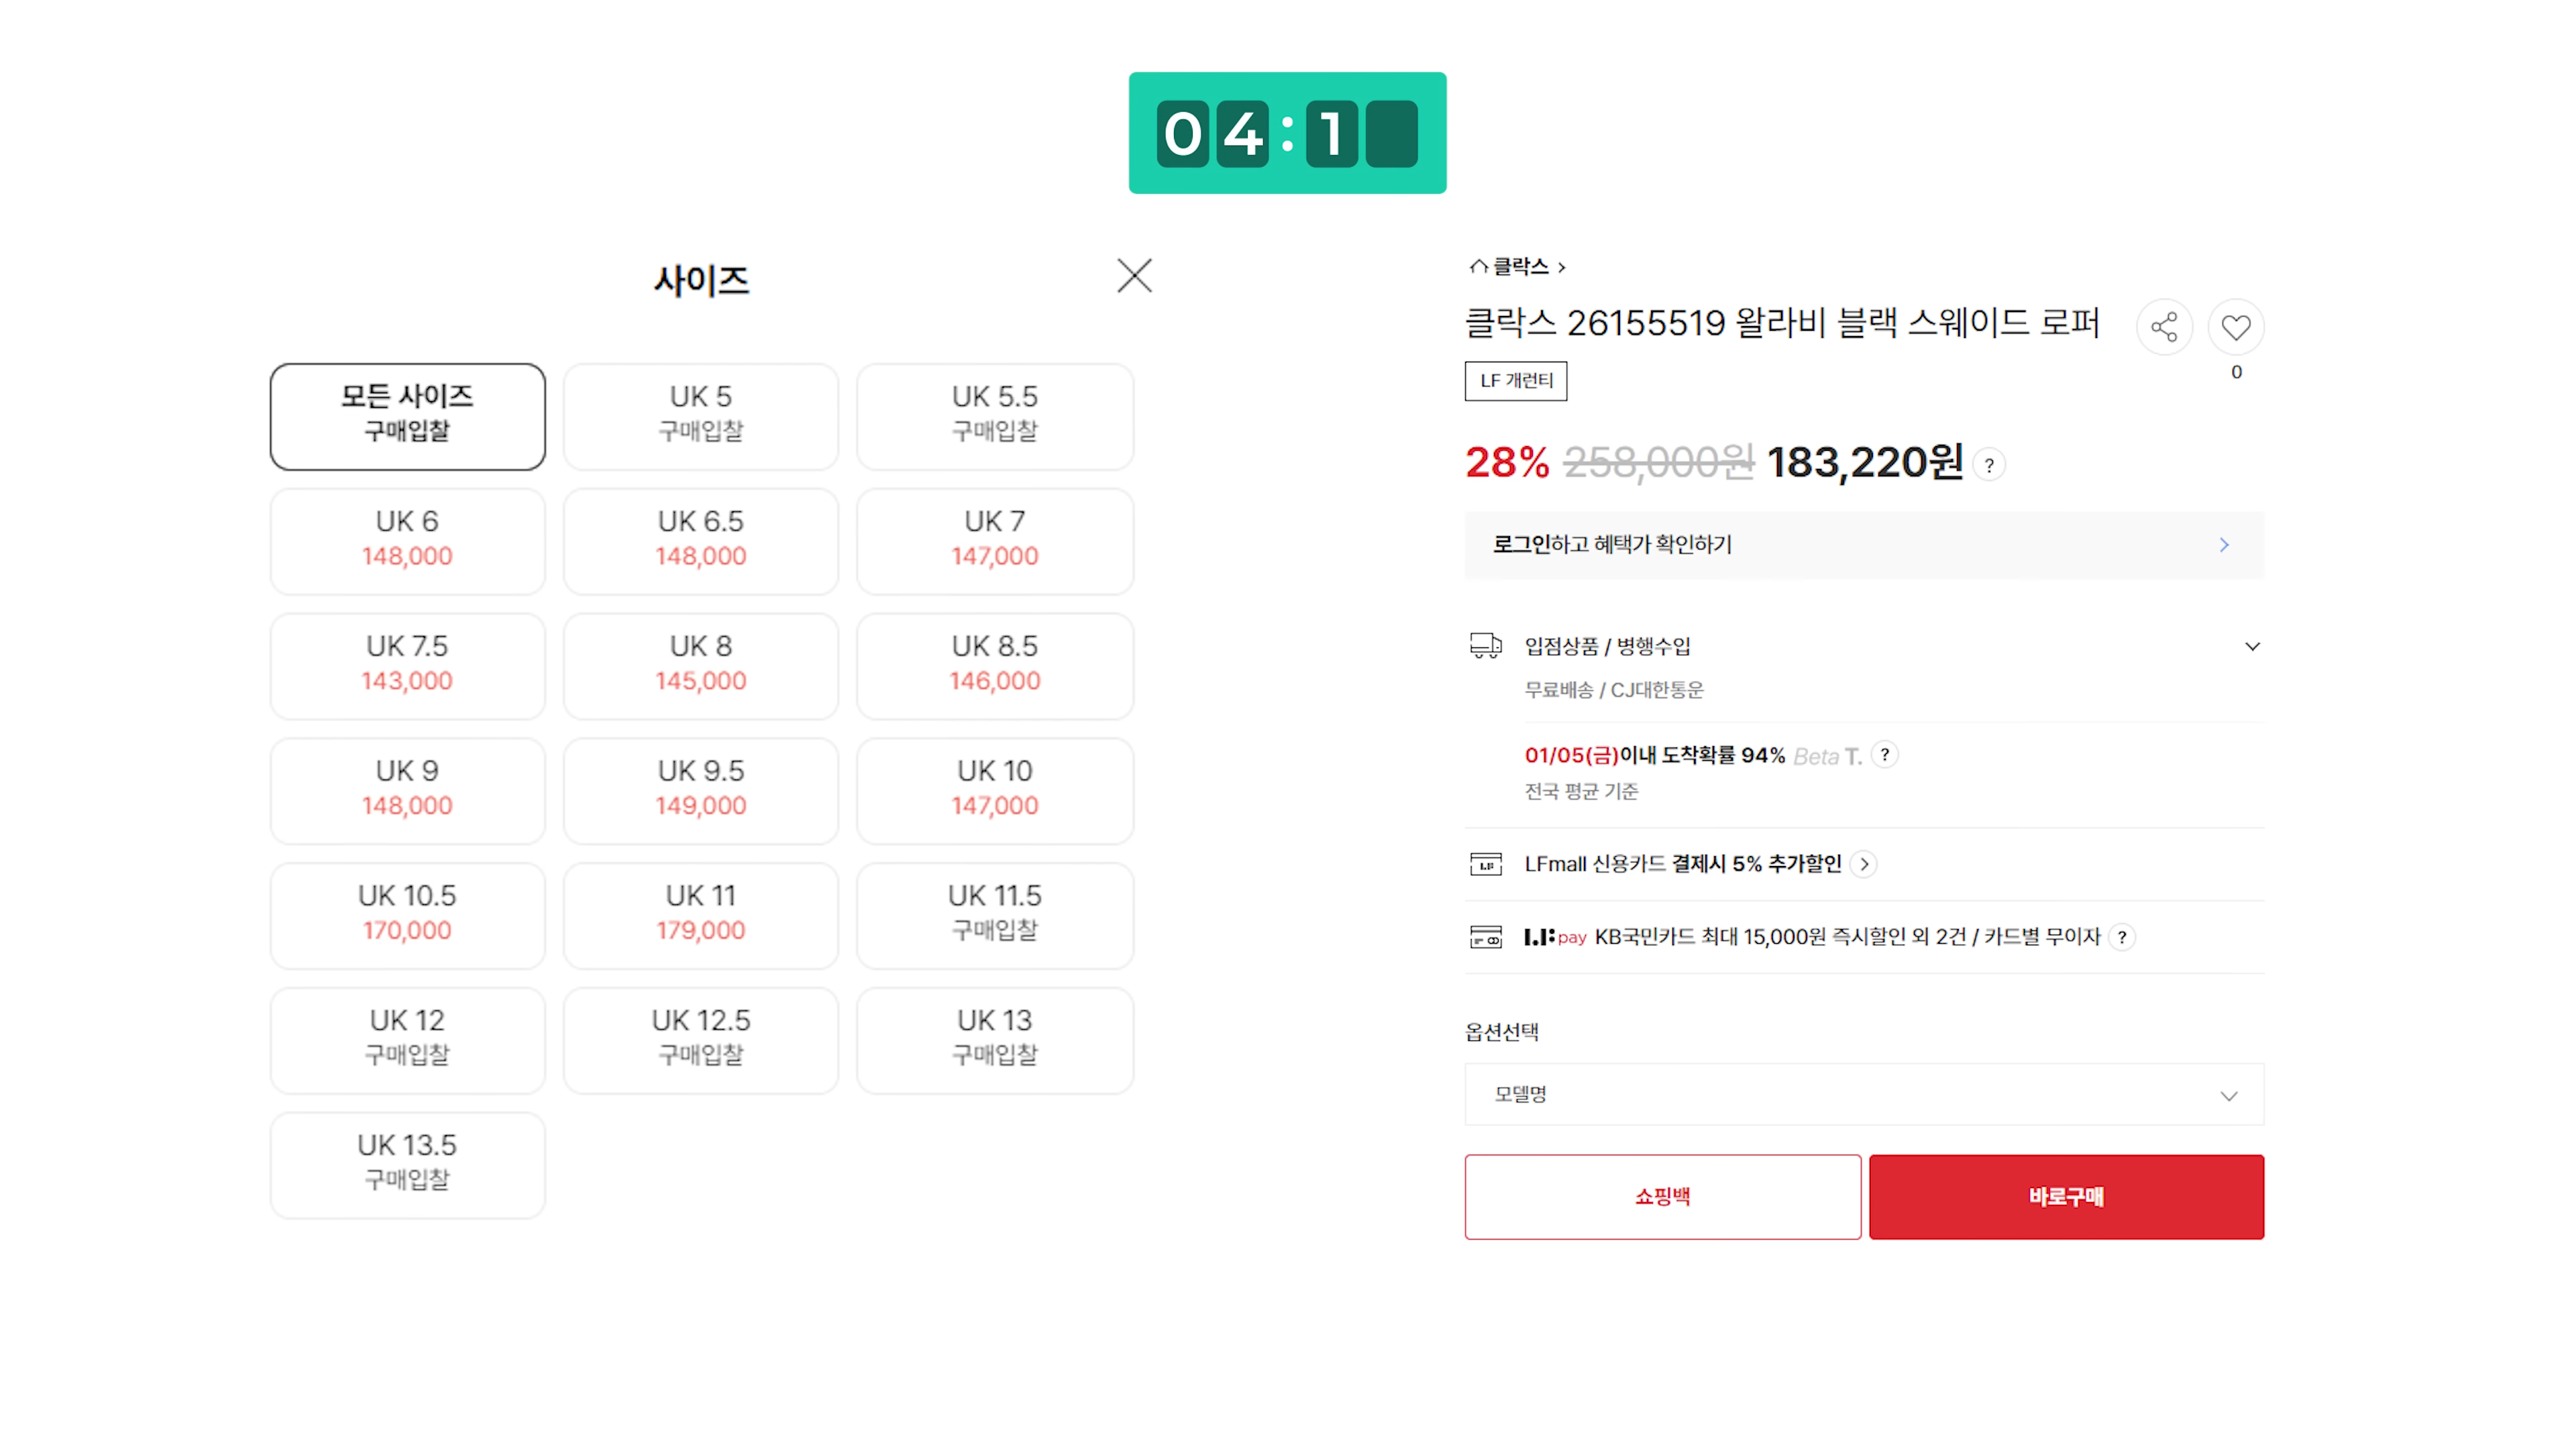 04:1
사이즈
모든 사이즈
구매입찰
UK 5
구매입찰
UK 5.5
구매입찰
UK 6
148,000
UK 6.5
148,000
UK 7
147,000
UK 7.5
143,000
UK 8
145,000
UK 8.5
146,000
UK 9
148,000
UK 9.5
149,000
UK 10
147,000
UK 10.5
170,000
UK 11
179,000
UK 11.5
구매입찰
UK 12
구매입찰
UK 12.5
구매입찰
UK 13
구매입찰
UK 13.5
구매입찰
클락스 >
클락스 26155519 왈라비 블랙 스웨이드 로퍼
0
LF 개런티
28% 258,000원 183,220원 ?
로그인하고 혜택가 확인하기
입점상품 / 병행수입
무료배송 / CJ대한통운
01/05(금)이내 도착확률 94% Beta T. ?
전국 평균 기준
LFmall 신용카드 결제시 5% 추가할인
LF pay KB국민카드 최대 15,000원 즉시할인 외 2건 / 카드별 무이자 ?
옵션선택
모델명
쇼핑백
바로구매